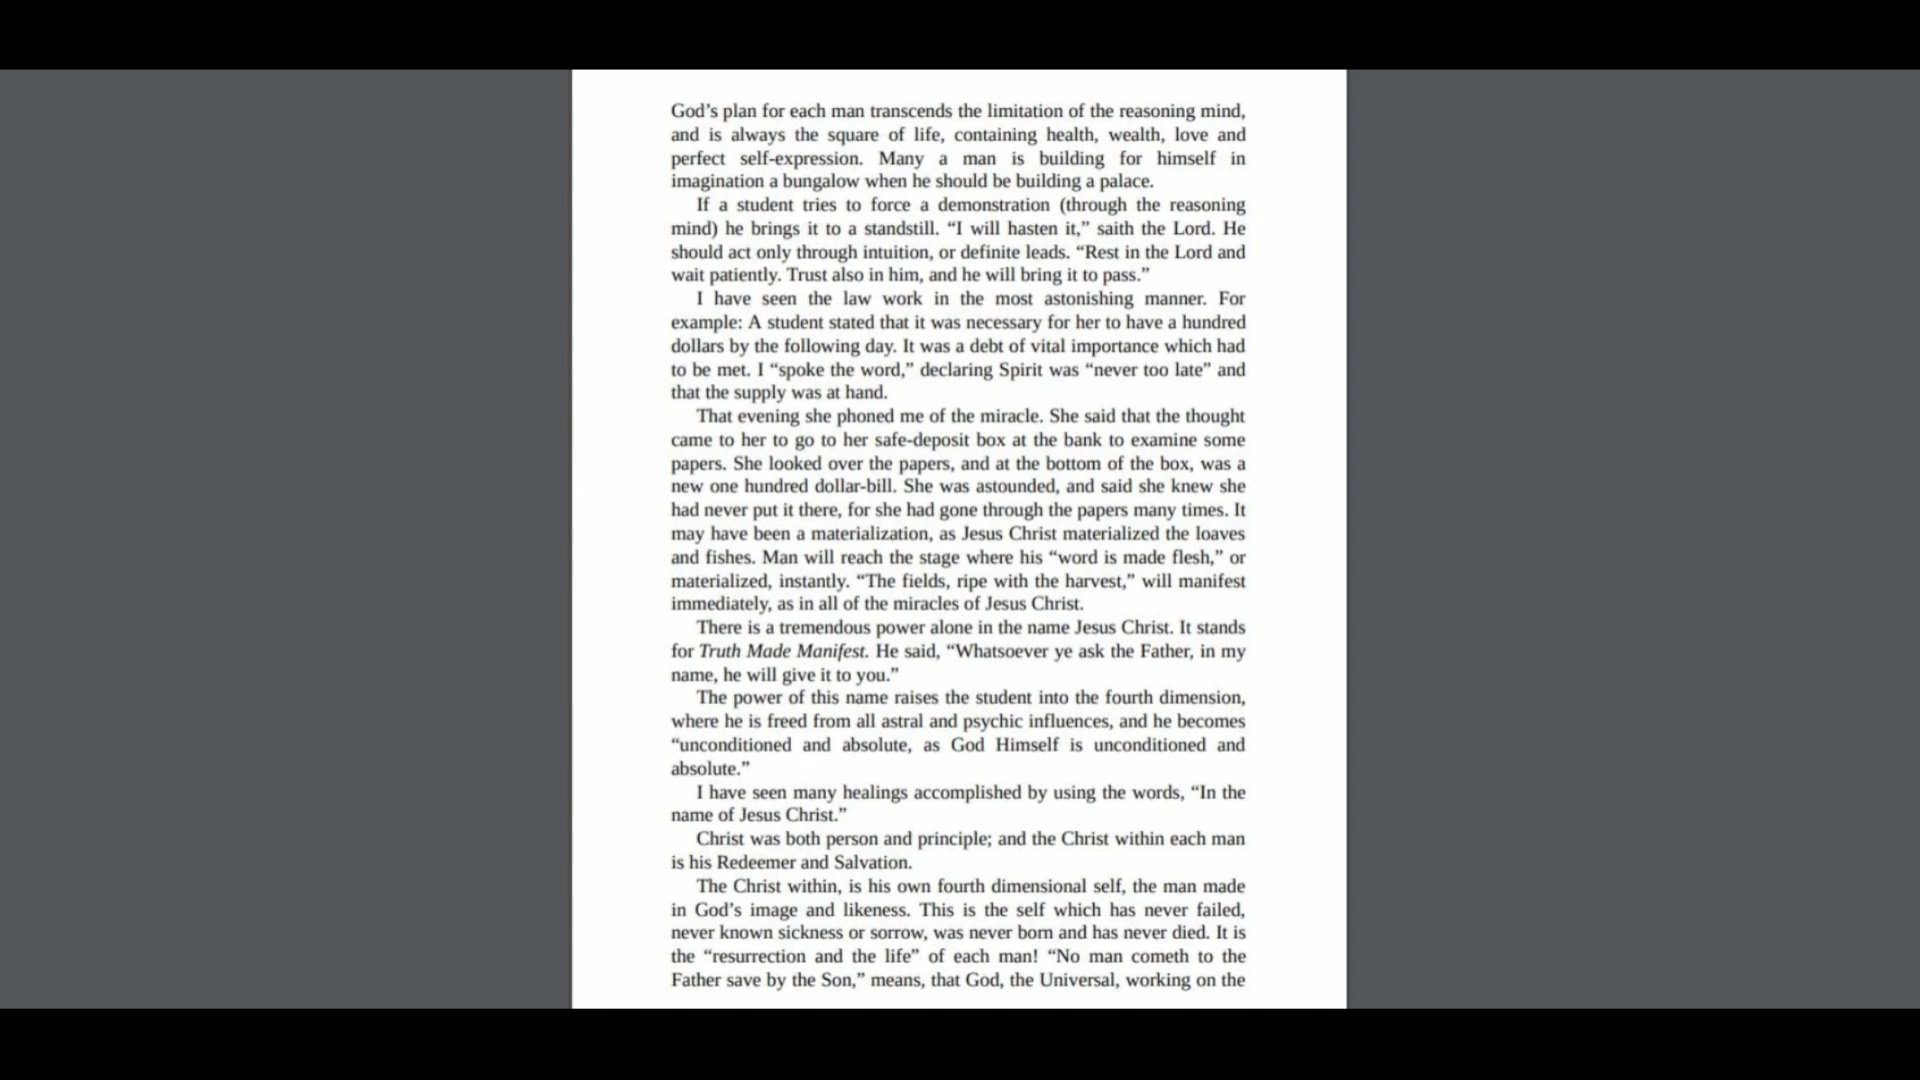 God’s plan for each man transcends the limitation of the reasoning mind,
and is always the square of life, containing health, wealth, love and
perfect self-expression. Many a man is building for himself in
imagination a bungalow when he should be building a palace.
If a student tries to force a demonstration (through the reasoning
mind) he brings it to a standstill. “I will hasten it,” saith the Lord. He
should act only through intuition, or definite leads. “Rest in the Lord and
wait patiently. Trust also in him, and he will bring it to pass.”
I have seen the law work in the most astonishing manner. For
example: A student stated that it was necessary for her to have a hundred
dollars by the following day. It was a debt of vital importance which had
to be met. I “spoke the word,” declaring Spirit was “never too late” and
that the supply was at hand.
That evening she phoned me of the miracle. She said that the thought
came to her to go to her safe-deposit box at the bank to examine some
papers. She looked over the papers, and at the bottom of the box, was a
new one hundred dollar-bill. She was astounded, and said she knew she
had never put it there, for she had gone through the papers many times. It
may have been a materialization, as Jesus Christ materialized the loaves
and fishes. Man will reach the stage where his “word is made flesh,” or
materialized, instantly. “The fields, ripe with the harvest,” will manifest
immediately, as in all of the miracles of Jesus Christ.
There is a tremendous power alone in the name Jesus Christ. It stands
for Truth Made Manifest. He said, “Whatsoever ye ask the Father, in my
name, he will give it to you.”
The power of this name raises the student into the fourth dimension,
where he is freed from all astral and psychic influences, and he becomes
“unconditioned and absolute, as God Himself is unconditioned and
absolute.”
I have seen many healings accomplished by using the words, “In the
name of Jesus Christ.”
Christ was both person and principle; and the Christ within each man
is his Redeemer and Salvation.
The Christ within, is his own fourth dimensional self, the man made
in God’s image and likeness. This is the self which has never failed,
never known sickness or sorrow, was never born and has never died. It is
the “resurrection and the life” of each man! “No man cometh to the
Father save by the Son,” means, that God, the Universal, working on the